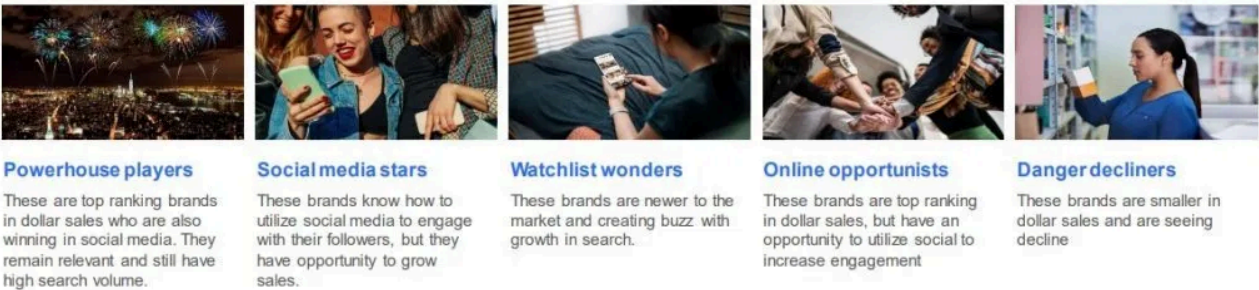 Powerhouse players
These are top ranking brands
in dollar sales who are also
winning in social media. They
remain relevant and still have
high search volume.
Social media stars
These brands know how to
utilize social media to engage
with their followers, but they
have opportunity to grow
sales.
Watchlist wonders
These brands are newer to the
market and creating buzz with
growth in search.
Online opportunists
These brands are top ranking
in dollar sales, but have an
opportunity to utilize social to
increase engagement
Danger decliners
These brands are smaller in
dollar sales and are seeing
decline